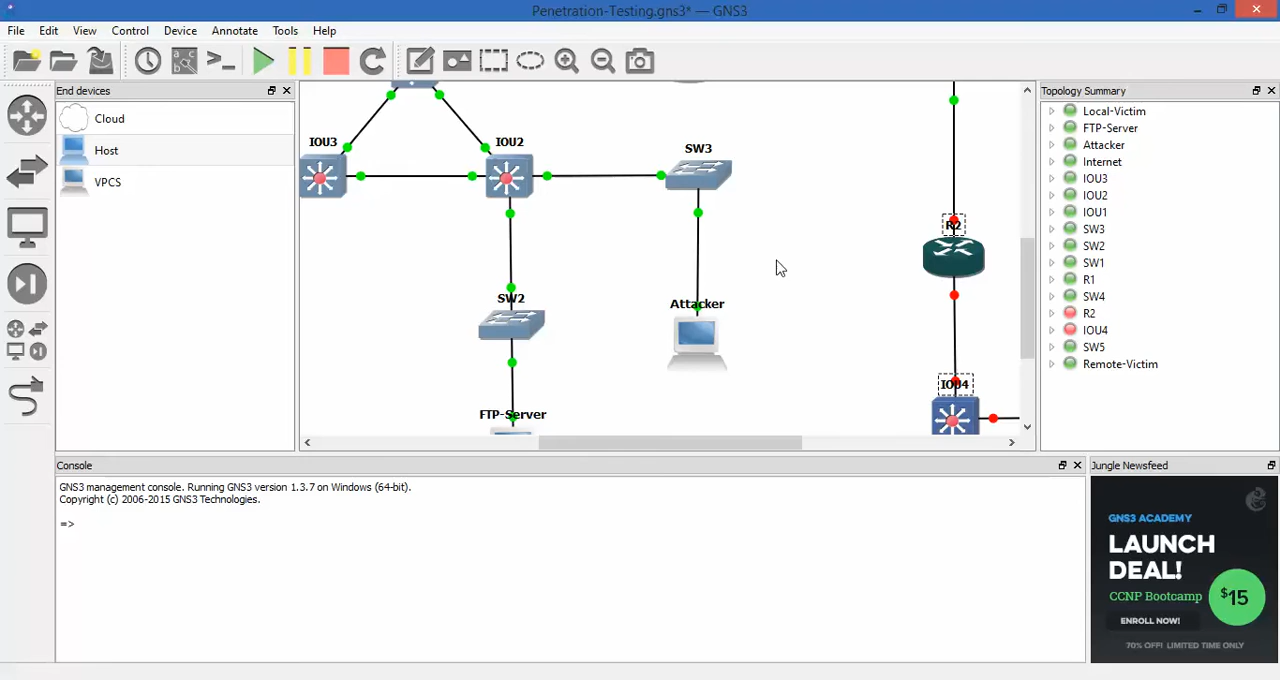 Penetration-Testing.gns3* — GNS3
File Edit View Control Device Annotate Tools Help
End devices
Cloud
Host
VPCS
IOU3
IOU2
SW3
R2
SW2
Attacker
IOU4
FTP-Server
Topology Summary
Local-Victim
FTP-Server
Attacker
Internet
IOU3
IOU2
IOU1
SW3
SW2
SW1
R1
SW4
R2
IOU4
SW5
Remote-Victim
Console
GNS3 management console. Running GNS3 version 1.3.7 on Windows (64-bit).
Copyright (c) 2006-2015 GNS3 Technologies.
=>
Jungle Newsfeed
GNS3 ACADEMY
LAUNCH
DEAL!
CCNP Bootcamp
$15
ENROLL NOW!
70% OFF! LIMITED TIME ONLY